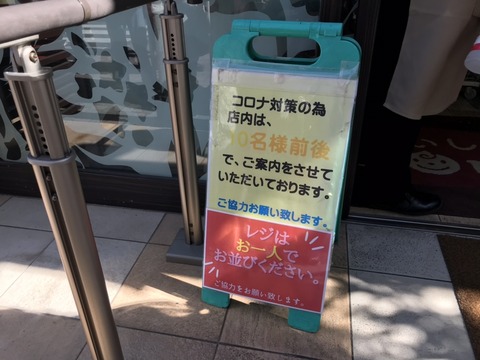 コロナ対策の為
店内は、
10名様前後
で、ご案内をさせて
いただいております。
ご協力お願い致します。
レジは
お一人で
お並びください。
ご協力をお願い致します。